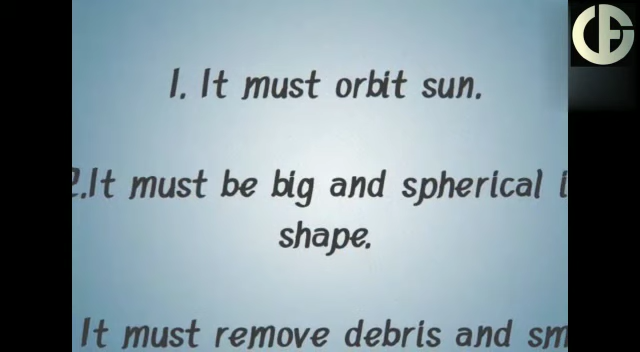 1. It must orbit sun.
2.It must be big and spherical
shape.
It must remove debris and